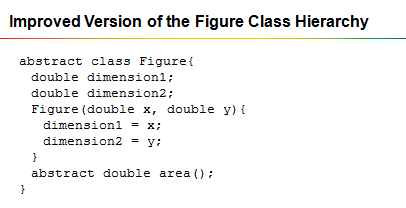 Improved Version of the Figure Class Hierarchy
abstract class Figure{
double dimension1;
double dimension2;
Figure(double x, double y){
dimension1 = x;
dimension2 = y;
}
abstract double area();
}